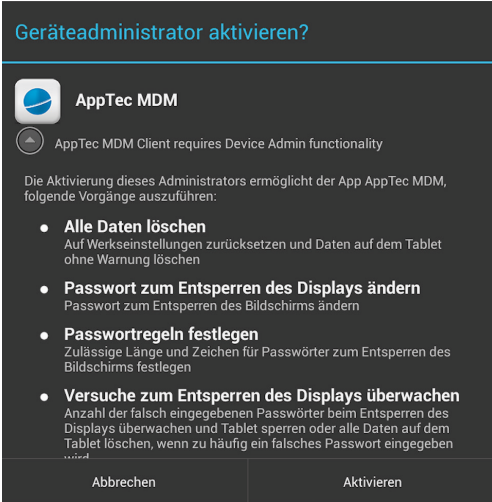 Geräteadministrator aktivieren?
AppTec MDM
AppTec MDM Client requires Device Admin functionality
Die Aktivierung dieses Administrators ermöglicht der App AppTec MDM,
folgende Vorgänge auszuführen:
● Alle Daten löschen
Auf Werkseinstellungen zurücksetzen und Daten auf dem Tablet
ohne Warnung löschen
● Passwort zum Entsperren des Displays ändern
Passwort zum Entsperren des Bildschirms ändern
● Passwortregeln festlegen
Zulässige Länge und Zeichen für Passwörter zum Entsperren des
Bildschirms festlegen
● Versuche zum Entsperren des Displays überwachen
Anzahl der falsch eingegebenen Passwörter beim Entsperren des
Displays überwachen und Tablet sperren oder alle Daten auf dem
Tablet löschen, wenn zu häufig ein falsches Passwort eingegeben
wird
Abbrechen Aktivieren